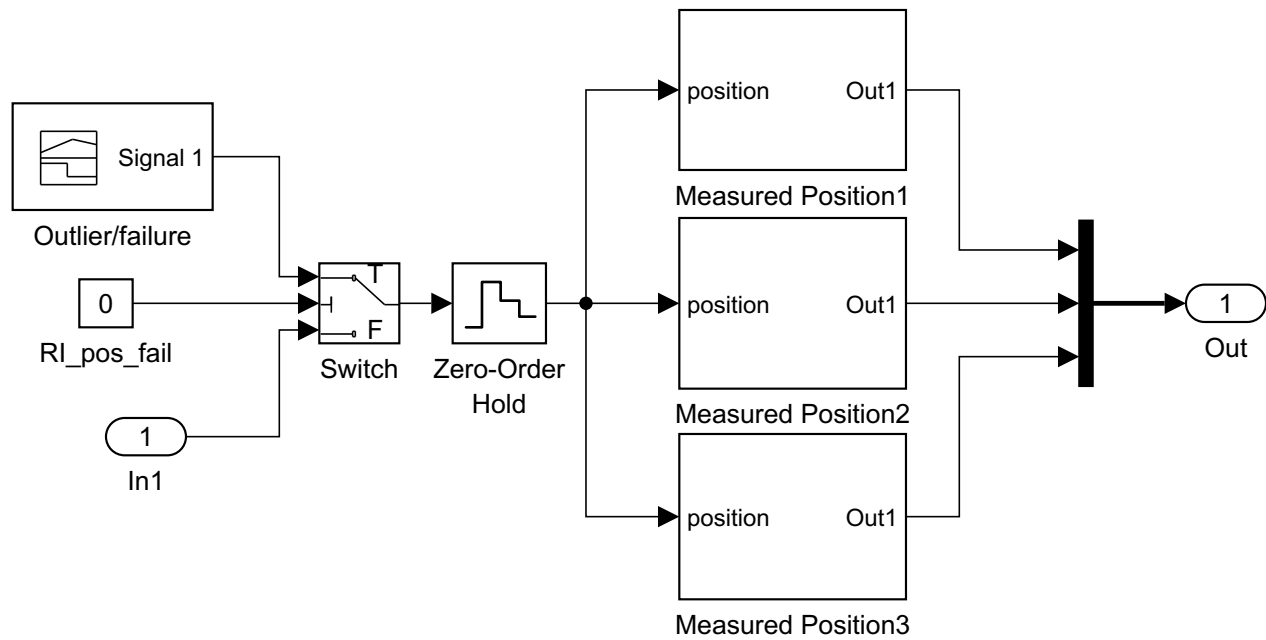 position
Out1
Measured Position1
Signal 1
Outlier/failure
0
RI_pos_fail
T
F
Switch
Zero-Order
Hold
position
Out1
Measured Position2
1
Out
1
In1
position
Out1
Measured Position3